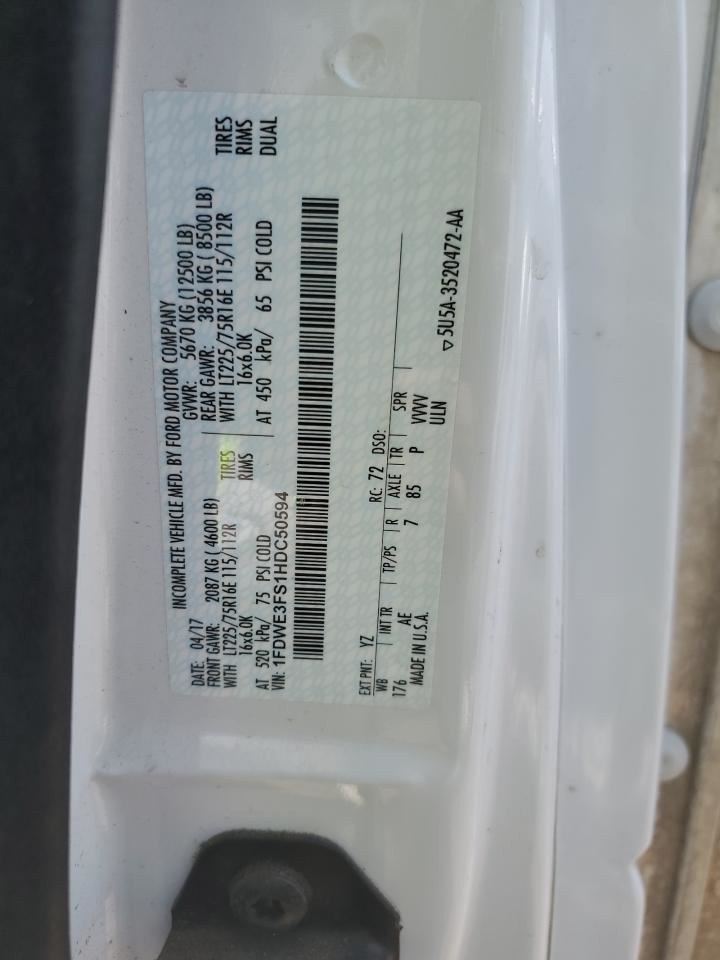 INCOMPLETE VEHICLE MFD. BY FORD MOTOR COMPANY
DATE: 04/17 GVWR: 5670 KG (12500 LB)
FRONT GAWR: 2087 KG ( 4600 LB) REAR GAWR: 3856 KG ( 8500 LB)
WITH LT225/75R16E 115/112R TIRES WITH LT225/75R16E 115/112R TIRES
16x6.0K RIMS 16x6.0K RIMS
AT 520 kPa/ 75 PSI COLD AT 450 kPa/ 65 PSI COLD DUAL
VIN: 1FDWE3FS1HDC50594
EXT PNT: YZ RC: 72 DSO:
WB INT TR TP/PS R AXLE TR SPR
176 AE 7 85 P VVVV
MADE IN U.S.A. ULN
▽ 5U5A-3520472-AA